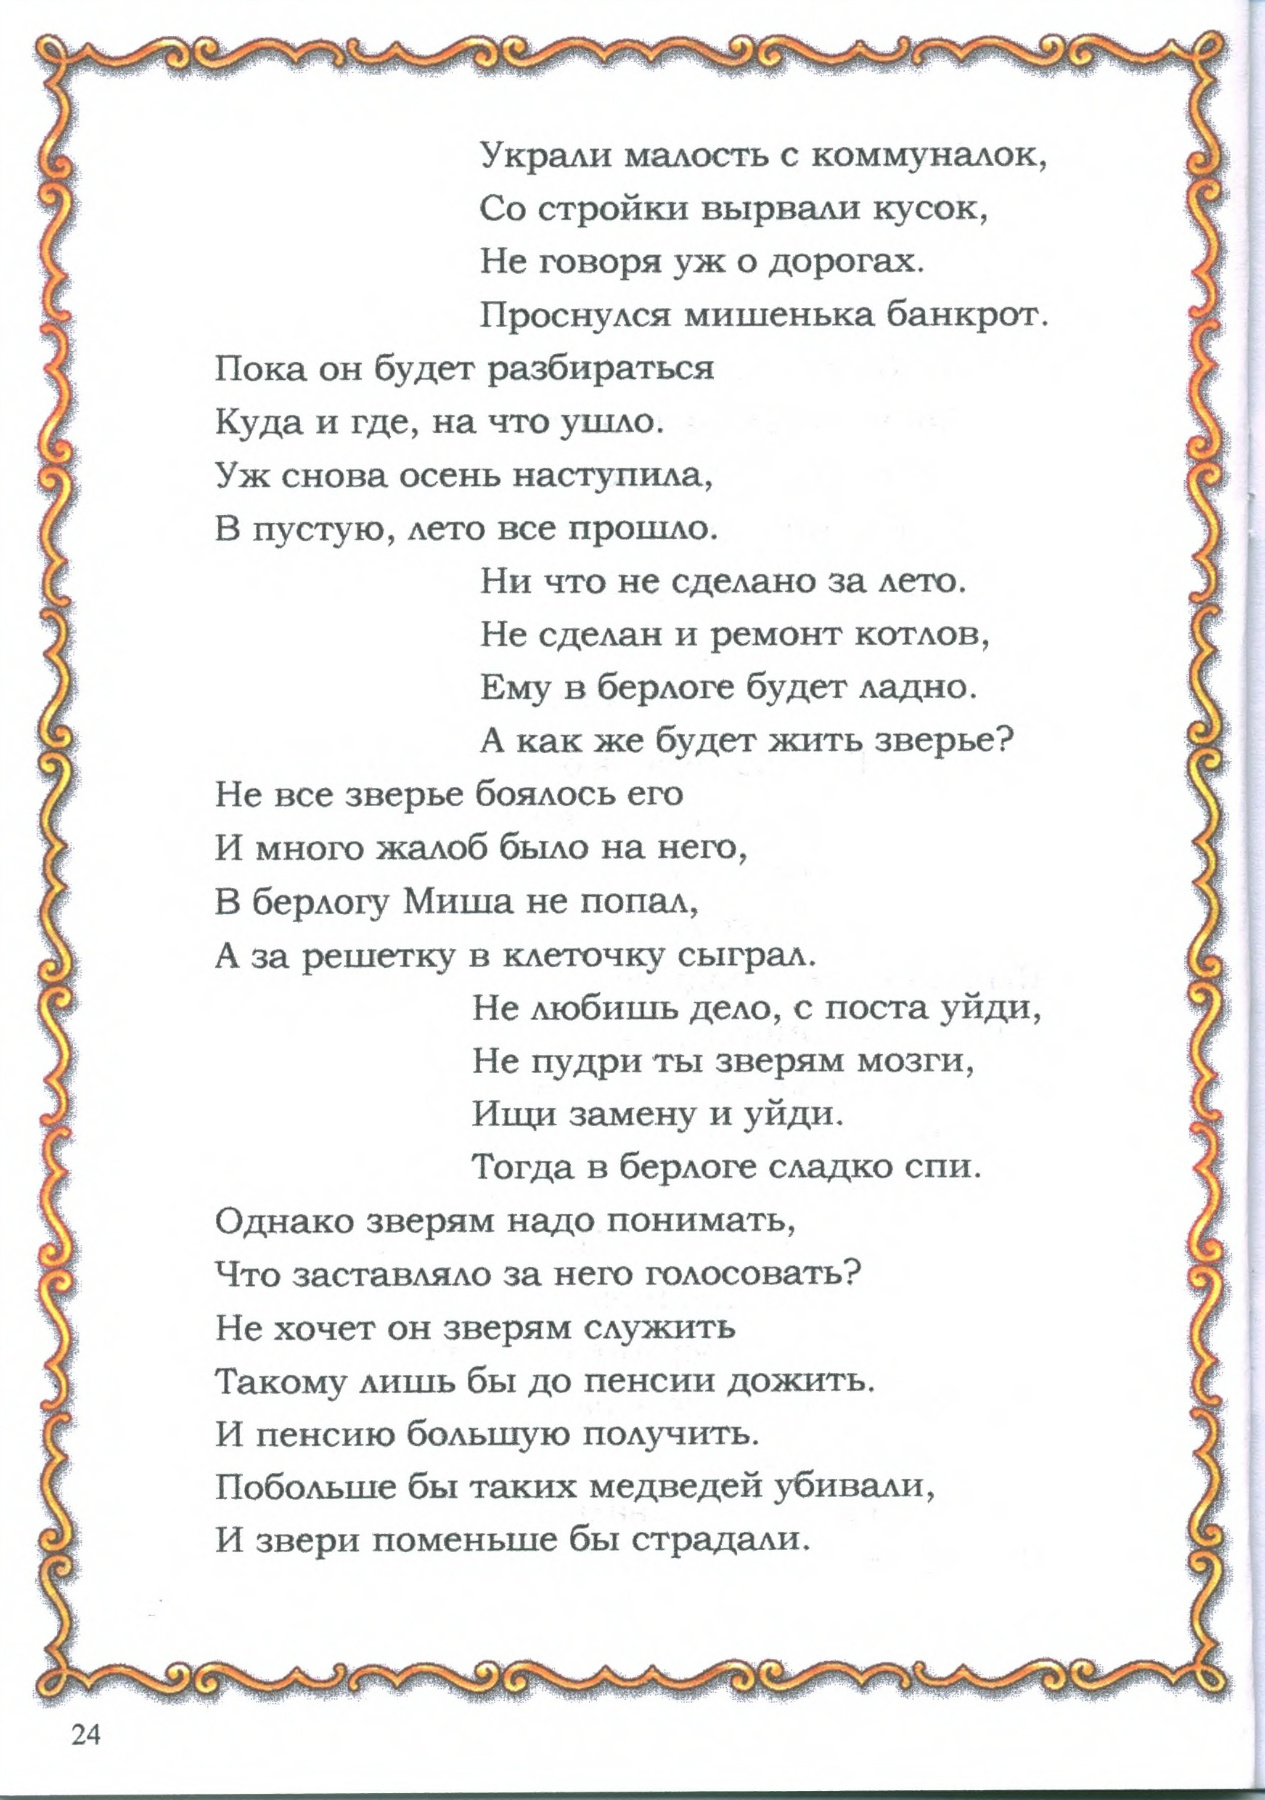 Украли малость с коммуналок,
Со стройки вырвали кусок,
Не говоря уж о дорогах.
Проснулся мишенька банкрот.
Пока он будет разбираться
Куда и где, на что ушло.
Уж снова осень наступила,
В пустую, лето все прошло.
Ни что не сделано за лето.
Не сделан и ремонт котлов,
Ему в берлоге будет ладно.
А как же будет жить зверье?
Не все зверье боялось его
И много жалоб было на него,
В берлогу Миша не попал,
А за решетку в клеточку сыграл.
Не любишь дело, с поста уйди,
Не пудри ты зверям мозги,
Ищи замену и уйди.
Тогда в берлоге сладко спи.
Однако зверям надо понимать,
Что заставляло за него голосовать?
Не хочет он зверям служить
Такому лишь бы до пенсии дожить.
И пенсию большую получить.
Побольше бы таких медведей убивали,
И звери поменьше бы страдали.
24